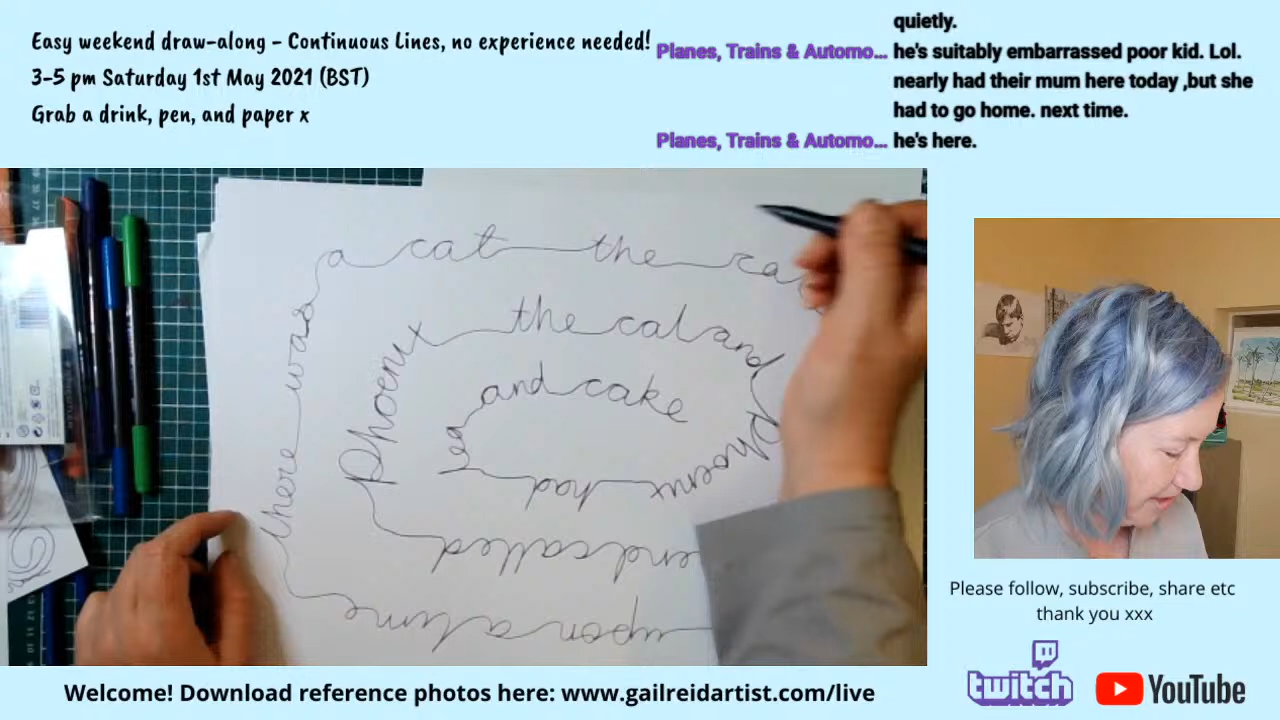 Easy weekend draw-along - Continuous Lines, no experience needed!
3-5 pm Saturday 1st May 2021 (BST)
Grab a drink, pen, and paper x
quietly.
Planes, Trains & Automo... he's suitably embarrassed poor kid. Lol.
nearly had their mum here today ,but she
had to go home. next time.
Planes, Trains & Automo... he's here.
upon a time
there was
a cat the ca
end called
Phoenix
the cat and
Phoenix had
tea
and cake
Please follow, subscribe, share etc
thank you xxx
twitch
YouTube
Welcome! Download reference photos here: www.gailreidartist.com/live